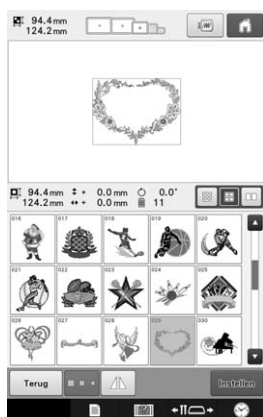 94.4mm
124.2mm
94.4mm + 0.0mm 0.0°
124.2mm + 0.0mm 11
016 017 018 019 020
021 022 023 024 025
026 027 028 029 030
Terug Instellen